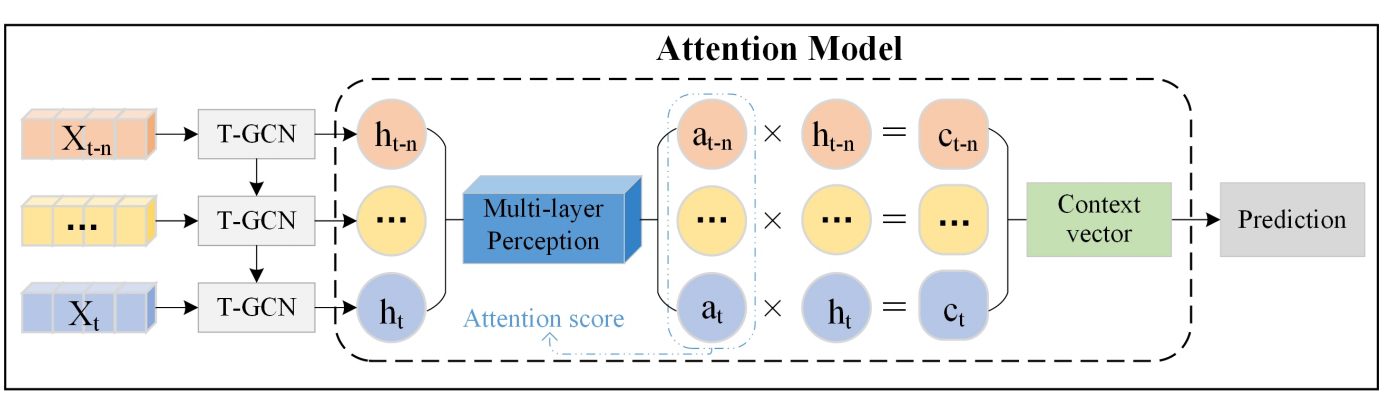 Attention Model
Xt-n
T-GCN
ht-n
at-n × ht-n = ct-n
...
T-GCN
...
Multi-layer
Perception
... × ... = ...
Context
vector
Prediction
Xt
T-GCN
ht
Attention score
at × ht = ct